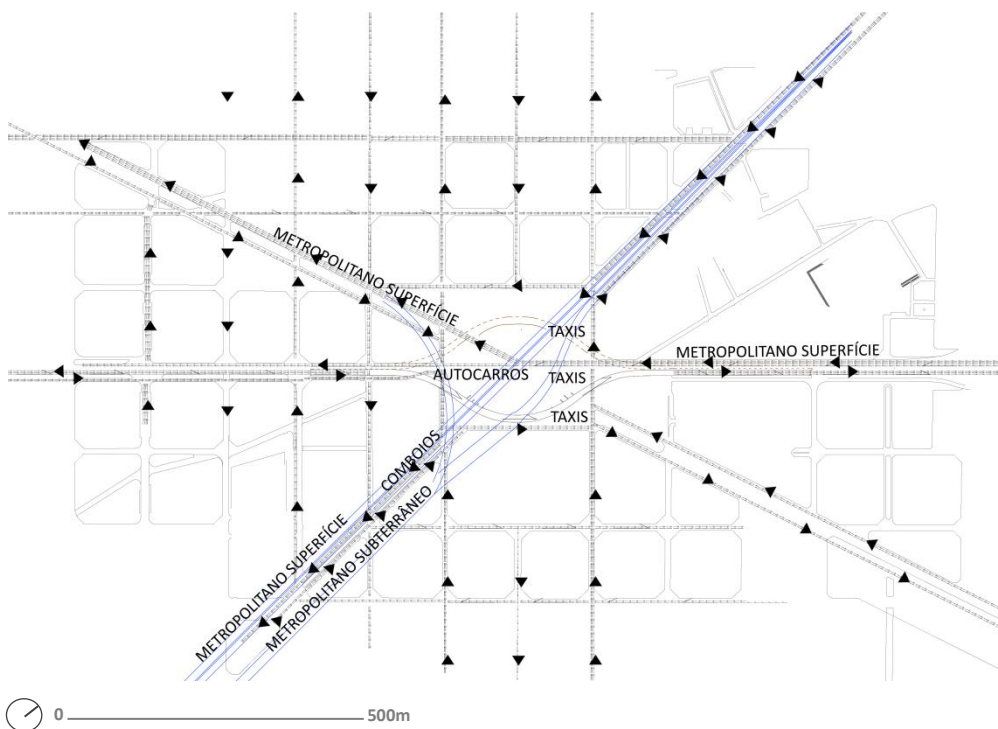 METROPOLITANO SUPERFÍCIE
TAXIS
METROPOLITANO SUPERFÍCIE
AUTOCARROS
TAXIS
TAXIS
COMBOIOS
METROPOLITANO SUPERFÍCIE
METROPOLITANO SUBTERRÂNEO
0 500m